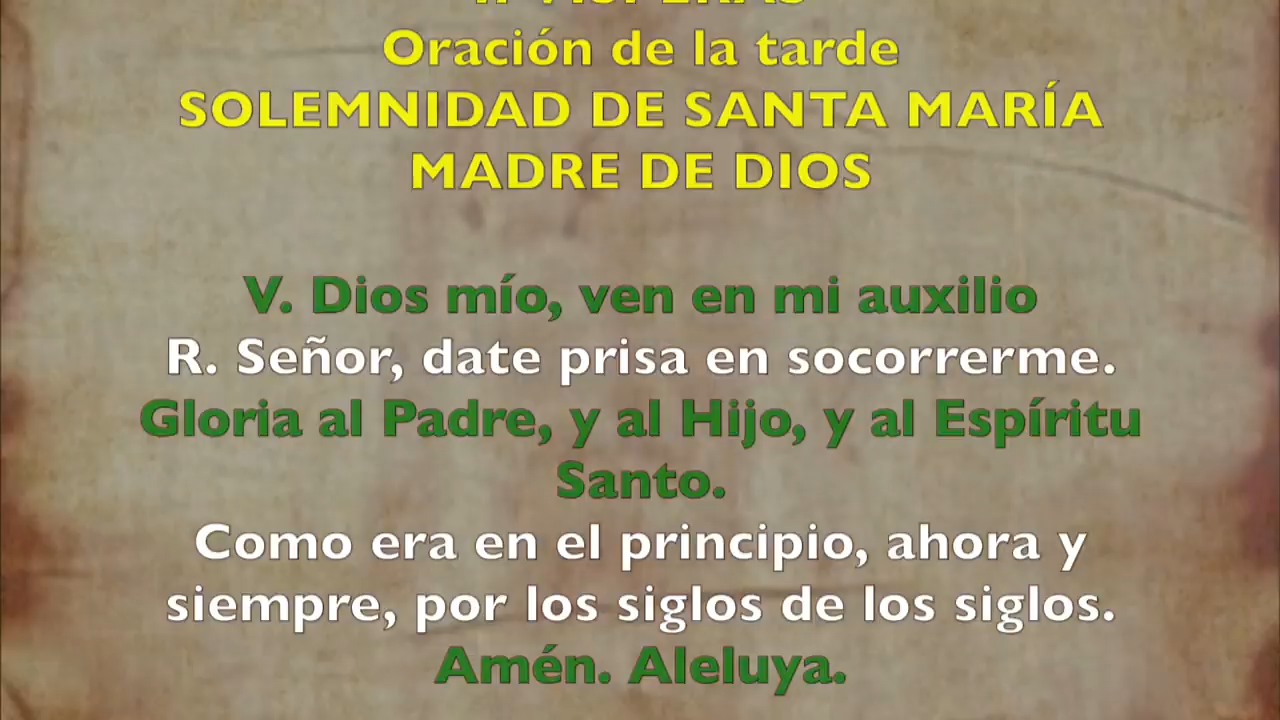 II VISPERAS
Oración de la tarde
SOLEMNIDAD DE SANTA MARÍA
MADRE DE DIOS
V. Dios mío, ven en mi auxilio
R. Señor, date prisa en socorrerme.
Gloria al Padre, y al Hijo, y al Espíritu
Santo.
Como era en el principio, ahora y
siempre, por los siglos de los siglos.
Amén. Aleluya.